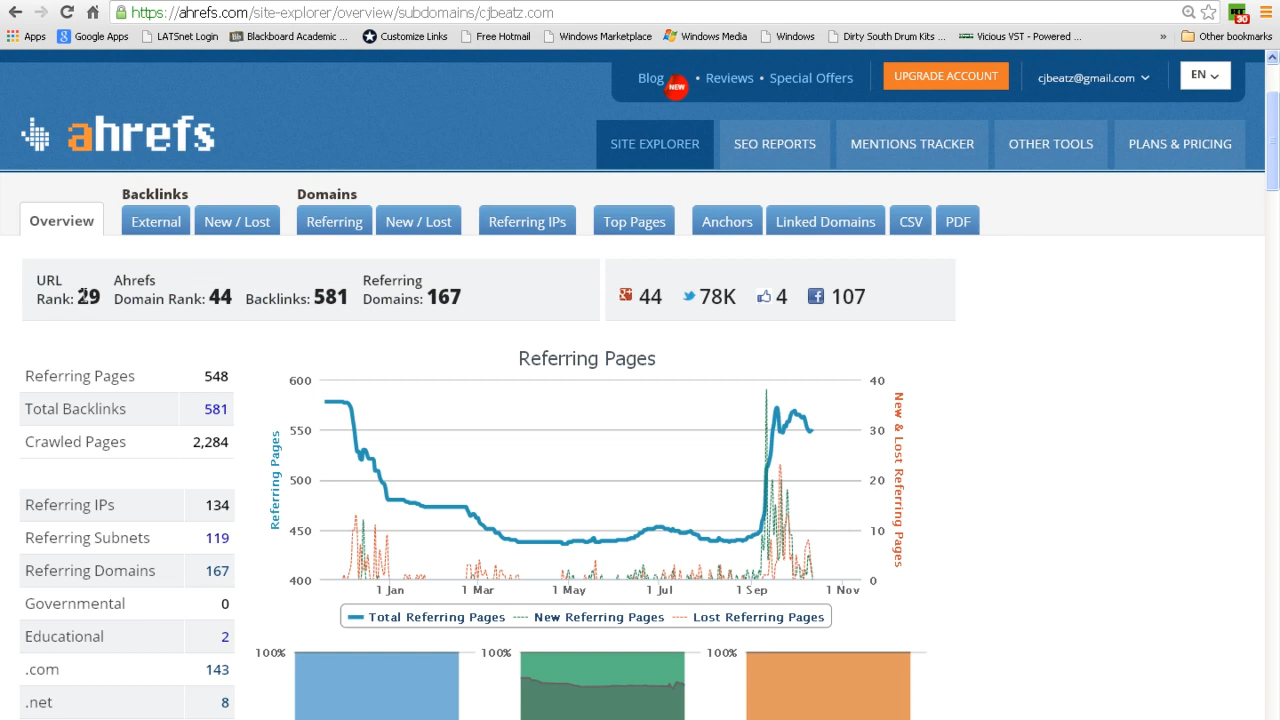 https://ahrefs.com/site-explorer/overview/subdomains/cjbeatz.com
30
Apps Google Apps LATSnet Login Blackboard Academic ... Customize Links Free Hotmail Windows Marketplace Windows Media Windows Dirty South Drum Kits ... Vicious VST - Powered ... » Other bookmarks
Blog NEW • Reviews • Special Offers UPGRADE ACCOUNT cjbeatz@gmail.com EN
ahrefs
SITE EXPLORER SEO REPORTS MENTIONS TRACKER OTHER TOOLS PLANS & PRICING
Backlinks Domains
Overview External New / Lost Referring New / Lost Referring IPs Top Pages Anchors Linked Domains CSV PDF
URL Ahrefs Referring
Rank: 29 Domain Rank: 44 Backlinks: 581 Domains: 167 44 78K 4 107
Referring Pages
Referring Pages 548
Total Backlinks 581
Crawled Pages 2,284
Referring IPs 134
Referring Subnets 119
Referring Domains 167
Governmental 0
Educational 2
.com 143
.net 8
600 40
550 30
500 20
450 10
400 0
Referring Pages
New & Lost Referring Pages
1 Jan 1 Mar 1 May 1 Jul 1 Sep 1 Nov
Total Referring Pages New Referring Pages Lost Referring Pages
100% 100% 100%